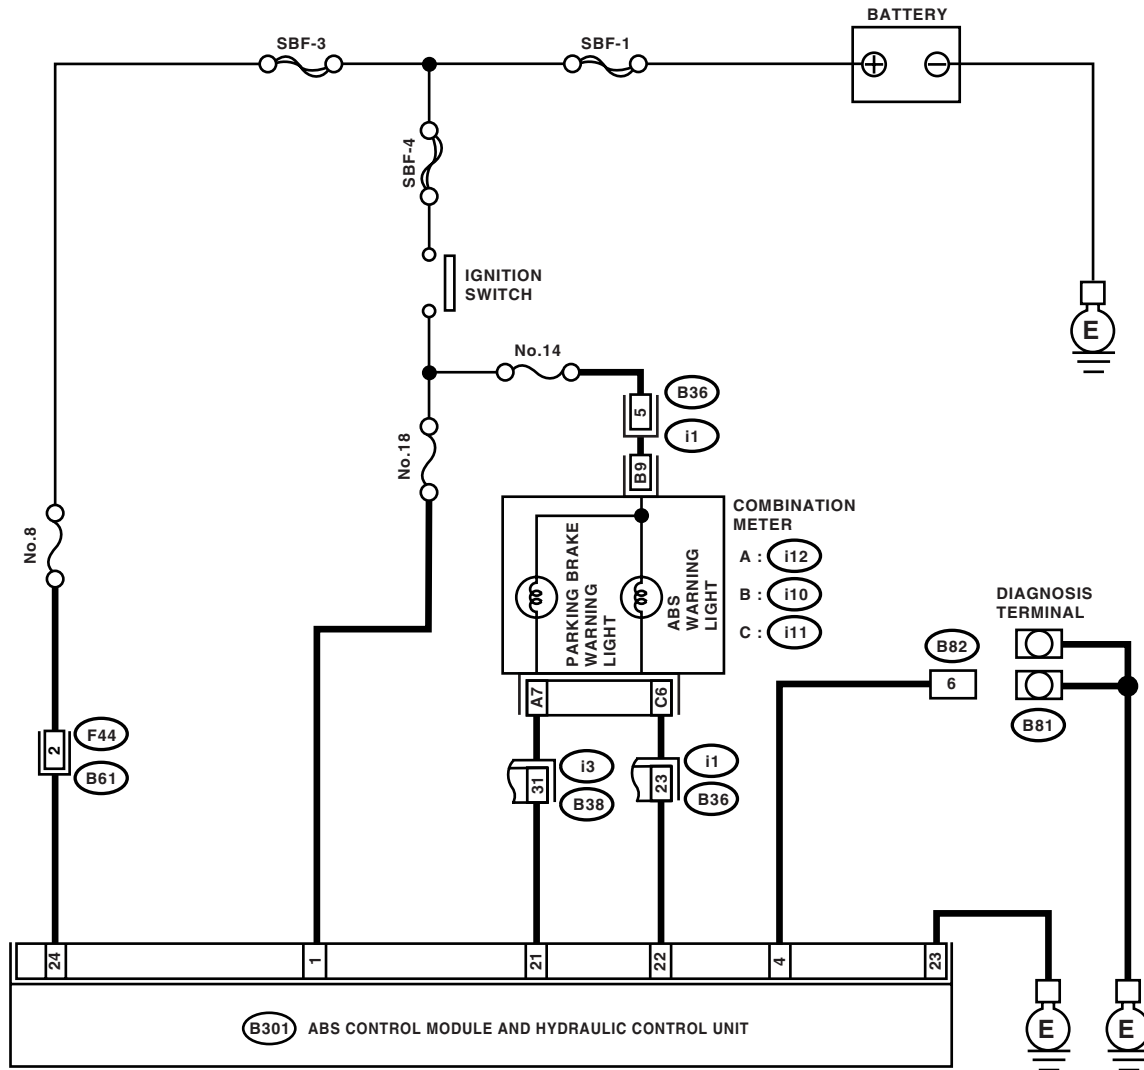 BATTERY
SBF-3
SBF-1
SBF-4
IGNITION
SWITCH
E
No.14
B36
5
i1
No.18
B9
COMBINATION
METER
No.8
PARKING BRAKE
WARNING
LIGHT
ABS
WARNING
LIGHT
A : i12
B : i10
C : i11
DIAGNOSIS
TERMINAL
B82
6
B81
A7
C6
F44
2
B61
i3
31
B38
i1
23
B36
24
1
21
22
4
23
B301 ABS CONTROL MODULE AND HYDRAULIC CONTROL UNIT
E
E